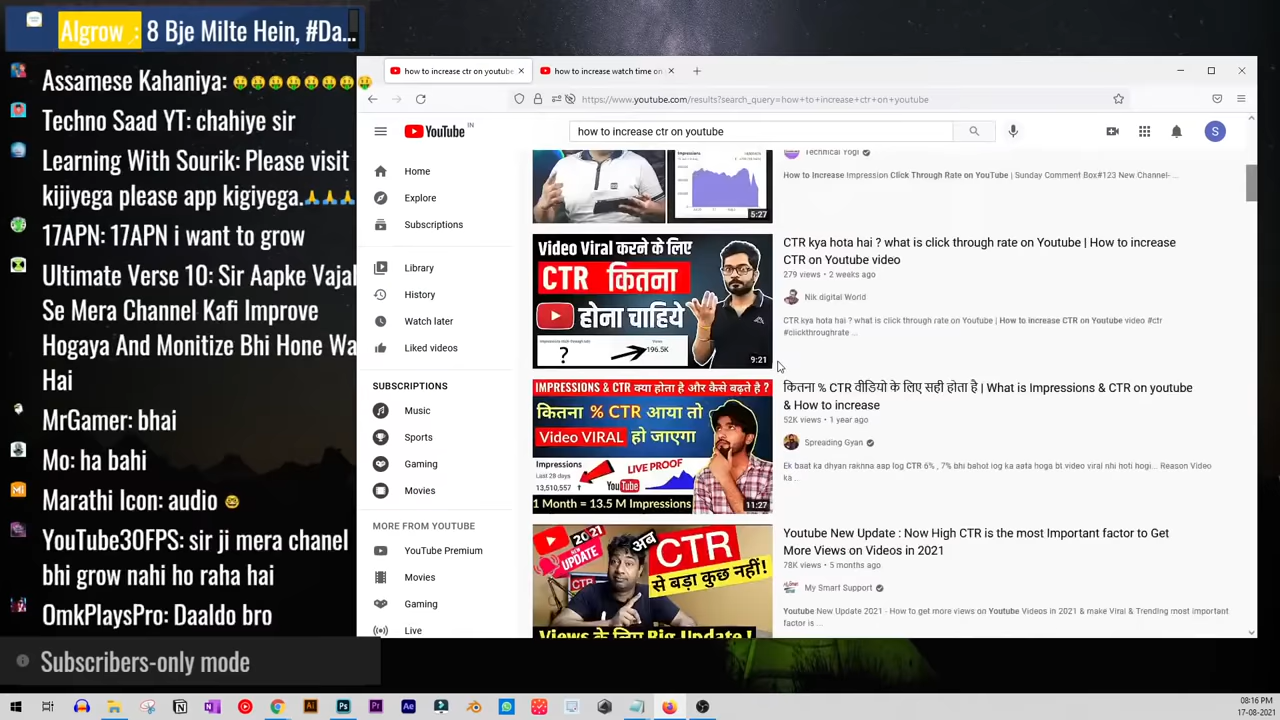 Algrow : 8 Bje Milte Hein, #Da...
Assamese Kahaniya:
Techno Saad YT: chahiye sir
Learning With Sourik: Please visit
kijiyega please app kigiyega.
17APN: 17APN i want to grow
Ultimate Verse 10: Sir Aapke Vajah
Se Mera Channel Kafi Improve
Hogaya And Monitize Bhi Hone Wa
Hai
MrGamer: bhai
Mo: ha bahi
Marathi Icon: audio
YouTube30FPS: sir ji mera chanel
bhi grow nahi ho raha hai
OmkPlaysPro: Daaldo bro
Subscribers-only mode
how to increase ctr on youtube
how to increase watch time on
https://www.youtube.com/results?search_query=how+to+increase+ctr+on+youtube
YouTube IN
how to increase ctr on youtube
S
Home
Explore
Subscriptions
Library
History
Watch later
Liked videos
SUBSCRIPTIONS
Music
Sports
Gaming
Movies
MORE FROM YOUTUBE
YouTube Premium
Movies
Gaming
Live
Impressions
5:27
Technical Yogi
How to Increase Impression Click Through Rate on YouTube | Sunday Comment Box#123 New Channel- ...
Video Viral करने के लिए
CTR कितना
होना चाहिये
?
196.5K
9:21
CTR kya hota hai ? what is click through rate on Youtube | How to increase
CTR on Youtube video
279 views • 2 weeks ago
Nik digital World
CTR kya hota hai ? what is click through rate on Youtube | How to increase CTR on Youtube video #ctr
#cliickthroughrate ...
IMPRESSIONS & CTR क्या होता है और कैसे बढ़ते है ?
कितना % CTR आया तो
Video VIRAL हो जाएगा
Impressions
Last 28 days
13,510,557
LIVE PROOF
YouTube
1 Month = 13.5 M Impressions
11:27
कितना % CTR वीडियो के लिए सही होता है | What is Impressions & CTR on youtube
& How to increase
52K views • 1 year ago
Spreading Gyan
Ek baat ka dhyan rakhna aap log CTR 6% , 7% bhi bahot log ka aata hoga bt video viral nhi hoti hogi... Reason Video
ka ...
2021
NEW UPDATE
अब
CTR
CTR
से बड़ा कुछ नहीं!
Views के लिए Big Update !
Youtube New Update : Now High CTR is the most Important factor to Get
More Views on Videos in 2021
78K views • 5 months ago
My Smart Support
Youtube New Update 2021 - How to get more views on Youtube Videos in 2021 & make Viral & Trending most important
factor is ...
08:16 PM
17-08-2021